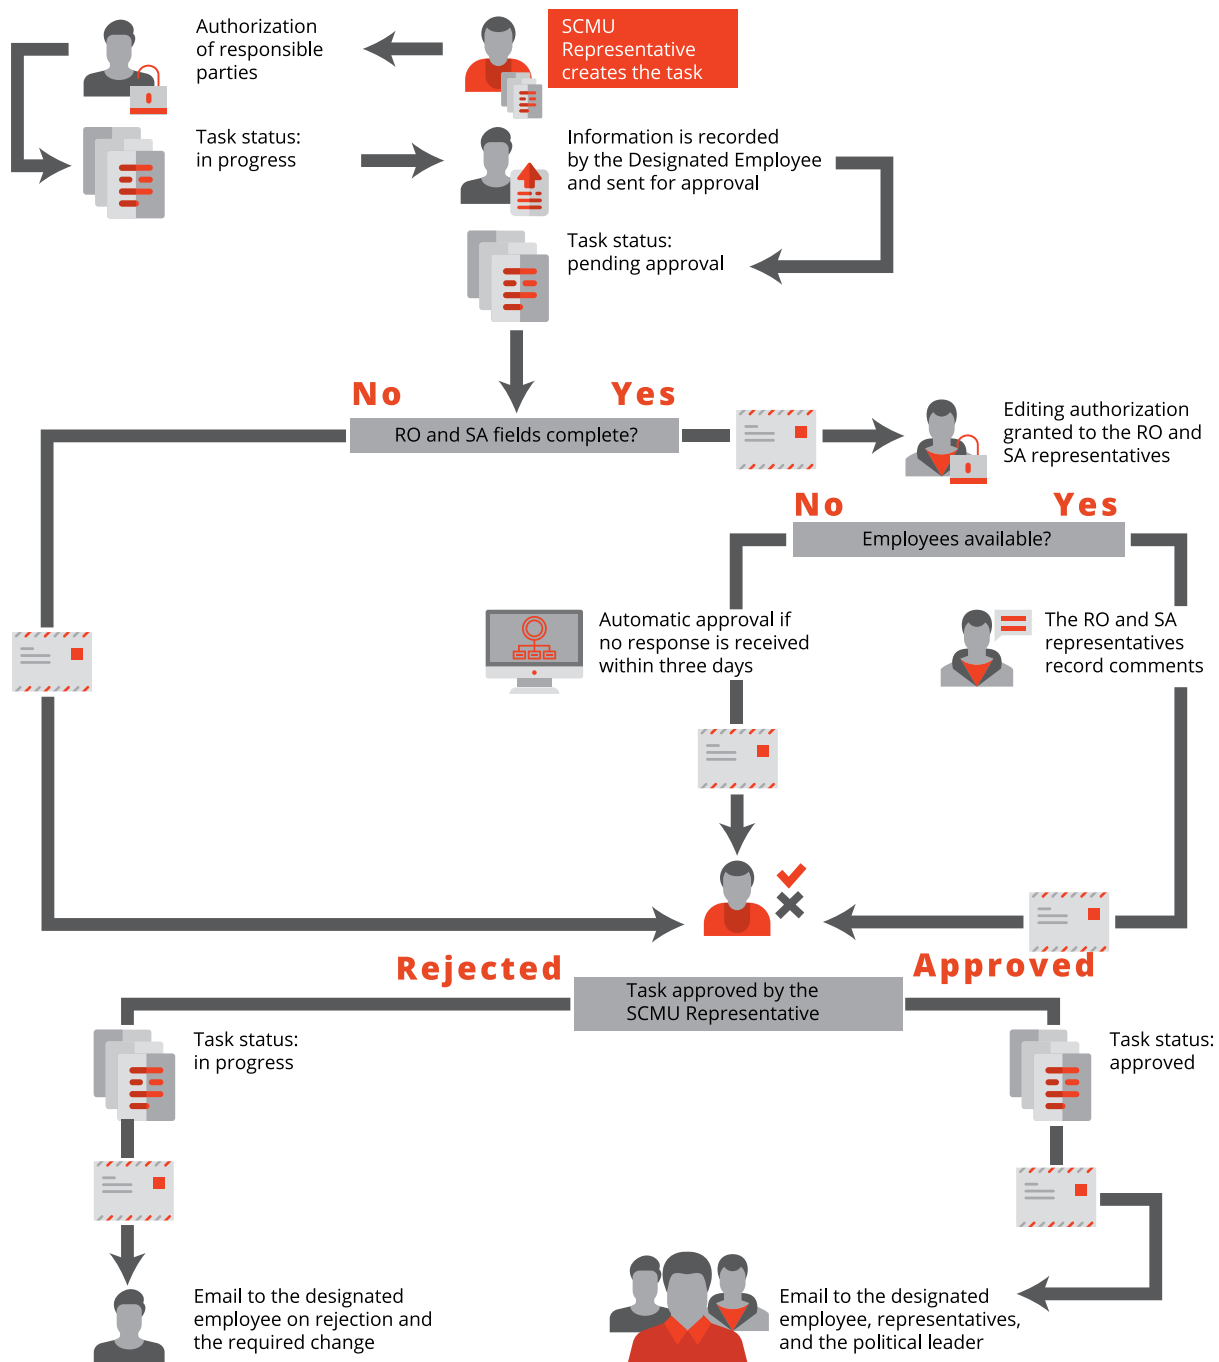 Authorization
of responsible
parties
SCMU
Representative
creates the task
Task status:
in progress
Information is recorded
by the Designated Employee
and sent for approval
Task status:
pending approval
No
Yes
RO and SA fields complete?
Editing authorization
granted to the RO and
SA representatives
No
Yes
Employees available?
Automatic approval if
no response is received
within three days
The RO and SA
representatives
record comments
Rejected
Approved
Task approved by the
SCMU Representative
Task status:
in progress
Task status:
approved
Email to the designated
employee on rejection and
the required change
Email to the designated
employee, representatives,
and the political leader